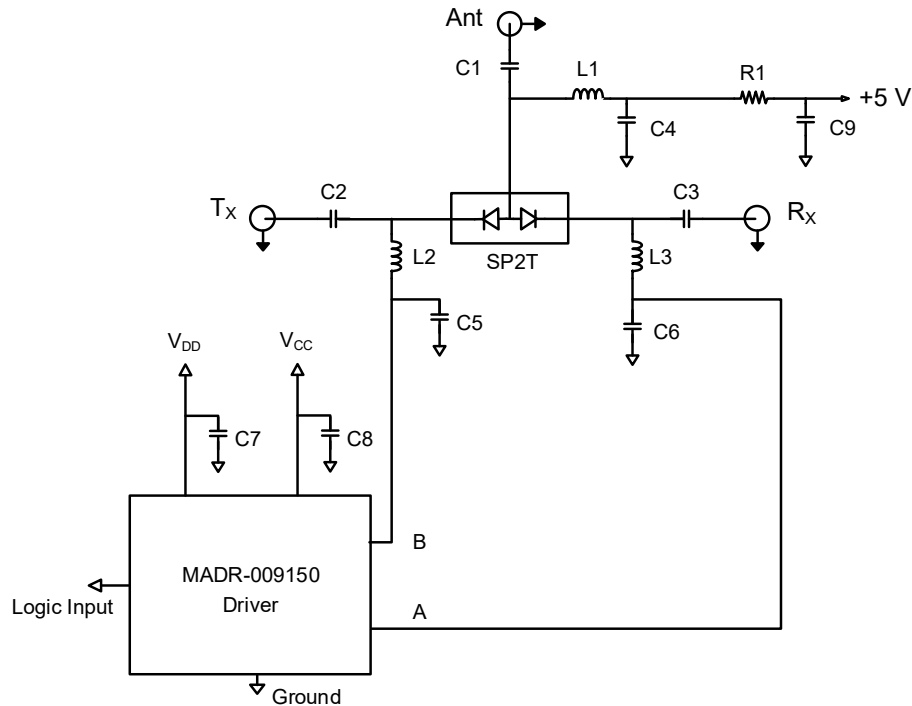 Ant
C1
L1
R1
+5 V
C4
C9
TX
C2
C3
RX
SP2T
L2
L3
C5
C6
VDD
VCC
C7
C8
B
MADR-009150
Driver
A
Logic Input
Ground